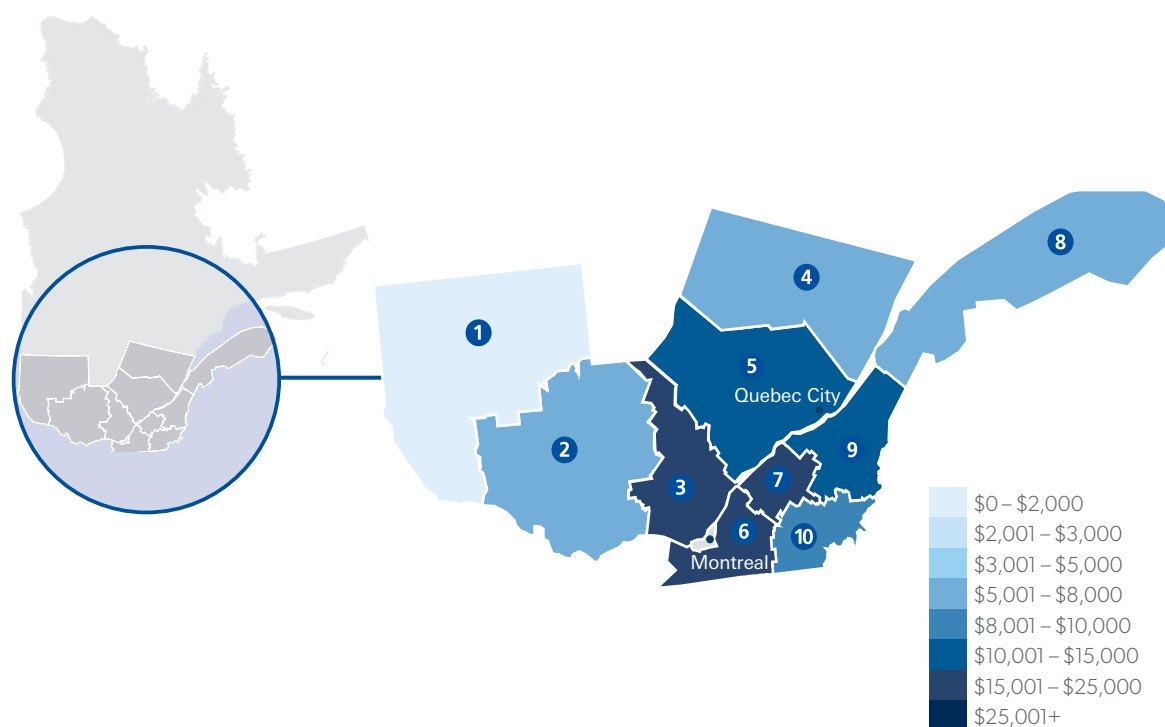 8
4
1
5
Quebec City
2
9
3
7
6
10
Montreal
$0 – $2,000
$2,001 – $3,000
$3,001 – $5,000
$5,001 – $8,000
$8,001 – $10,000
$10,001 – $15,000
$15,001 – $25,000
$25,001+